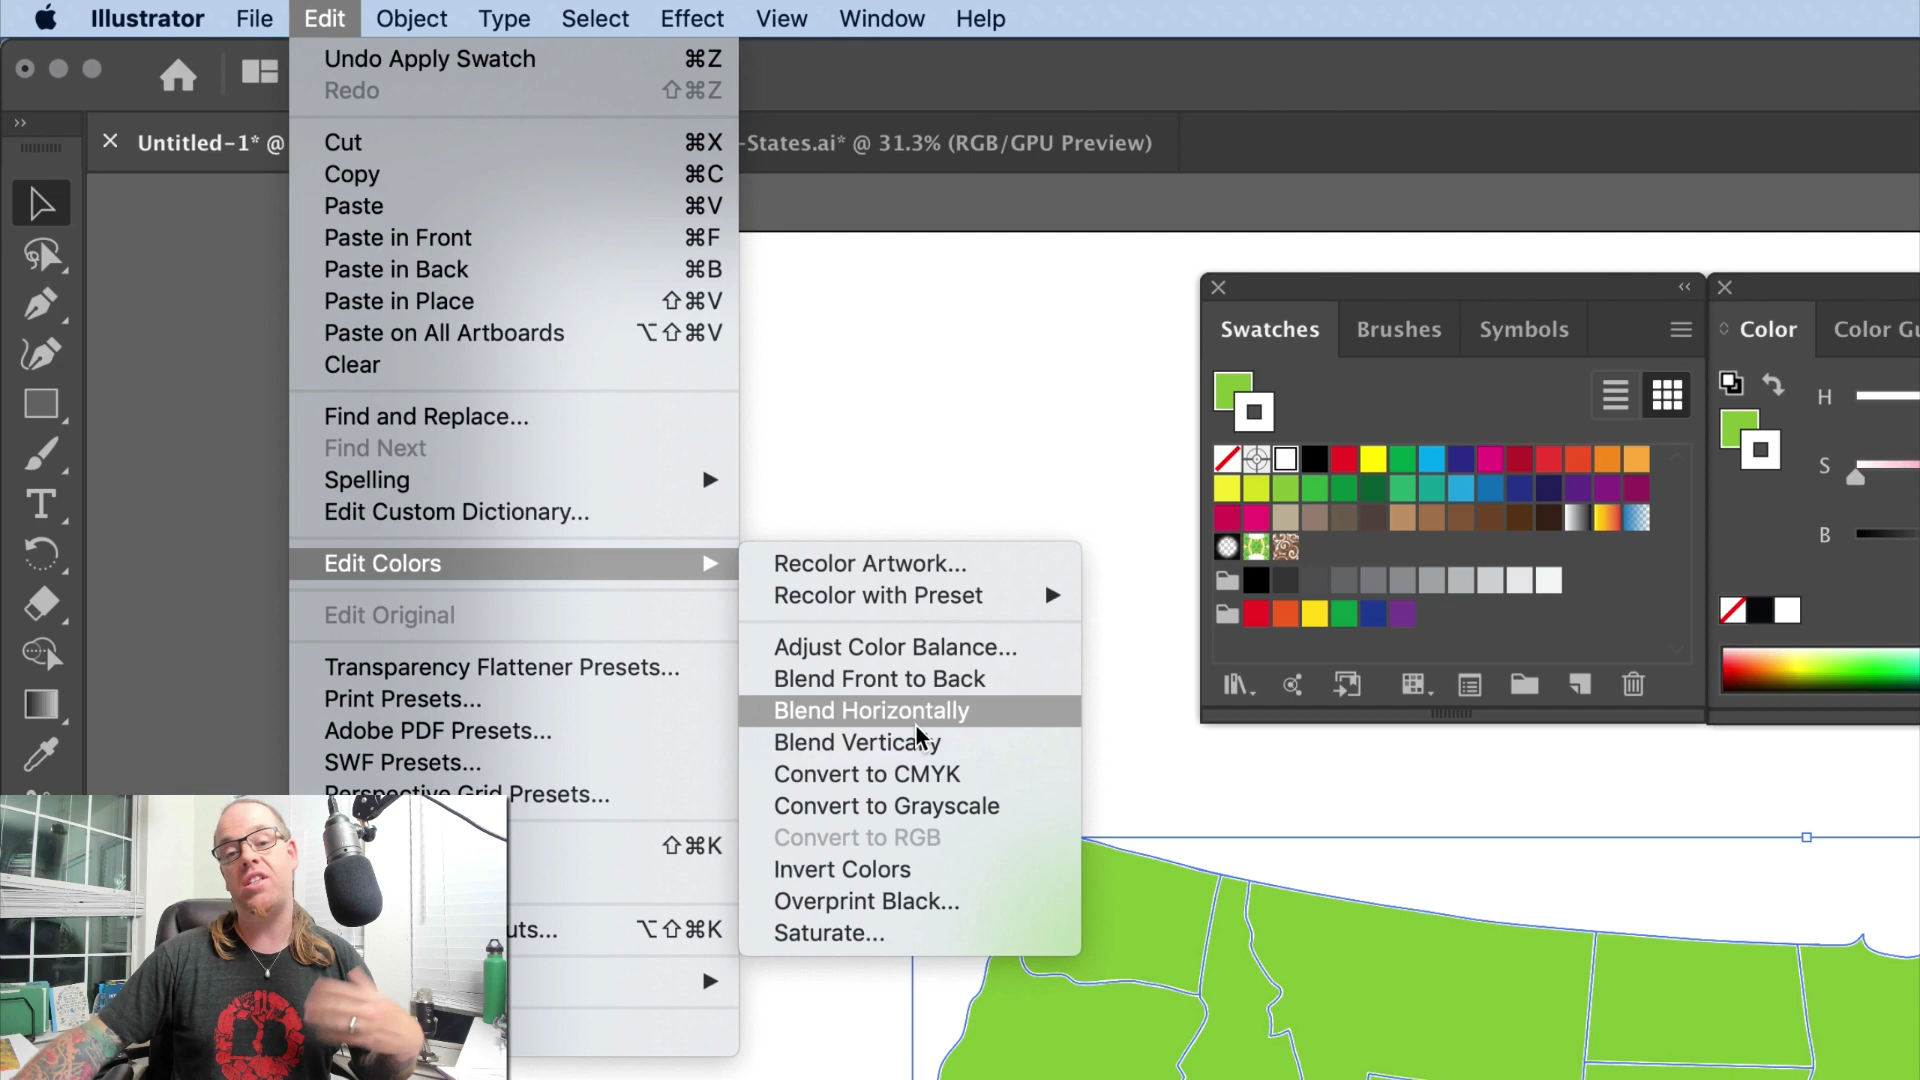 Illustrator File Edit Object Type Select Effect View Window Help
Undo Apply Swatch ⌘Z
Redo ⇧⌘Z
Untitled-1* @
-States.ai* @ 31.3% (RGB/GPU Preview)
Cut ⌘X
Copy ⌘C
Paste ⌘V
Paste in Front ⌘F
Paste in Back ⌘B
Paste in Place ⇧⌘V
Paste on All Artboards ⌥⇧⌘V
Clear
Find and Replace...
Find Next
Spelling
Edit Custom Dictionary...
Edit Colors
Edit Original
Transparency Flattener Presets...
Print Presets...
Adobe PDF Presets...
SWF Presets...
Perspective Grid Presets...
⇧⌘K
uts... ⌥⇧⌘K
Recolor Artwork...
Recolor with Preset
Adjust Color Balance...
Blend Front to Back
Blend Horizontally
Blend Vertically
Convert to CMYK
Convert to Grayscale
Convert to RGB
Invert Colors
Overprint Black...
Saturate...
Swatches Brushes Symbols
Color Color Gu
H
S
B